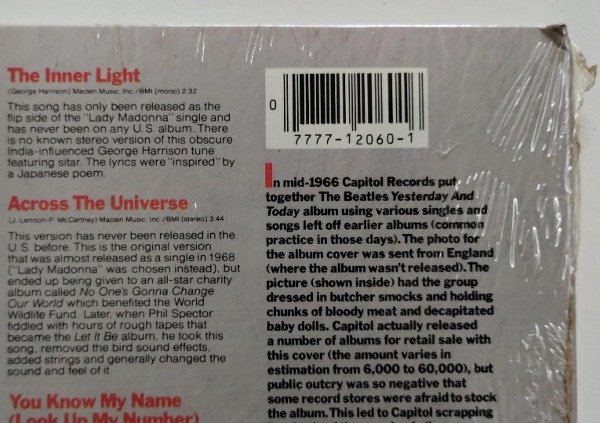 The Inner Light
(George Harrison) Maclen Music, Inc./BMI (mono) 2:32
This song has only been released as the
flip side of the "Lady Madonna" single and
has never been on any U.S. album. There
is no known stereo version of this obscure
India-influenced George Harrison tune
featuring sitar. The lyrics were "inspired" by
a Japanese poem.
Across The Universe
(J. Lennon-P. McCartney) Maclen Music, Inc./BMI (stereo) 3:44
This version has never been released in the
U.S. before. This is the original version
that was almost released as a single in 1968
("Lady Madonna" was chosen instead), but
ended up being given to an all-star charity
album called No One's Gonna Change
Our World which benefited the World
Wildlife Fund. Later, when Phil Spector
fiddled with hours of rough tapes that
became the Let It Be album, he took this
song, removed the bird sound effects,
added strings and generally changed the
sound and feel of it.
You Know My Name
(Look Up My Number)
0
7777-12060-1
In mid-1966 Capitol Records put
together The Beatles Yesterday And
Today album using various singles and
songs left off earlier albums (common
practice in those days). The photo for
the album cover was sent from England
(where the album wasn't released). The
picture (shown inside) had the group
dressed in butcher smocks and holding
chunks of bloody meat and decapitated
baby dolls. Capitol actually released
a number of albums for retail sale with
this cover (the amount varies in
estimation from 6,000 to 60,000), but
public outcry was so negative that
some record stores were afraid to stock
the album. This led to Capitol scrapping